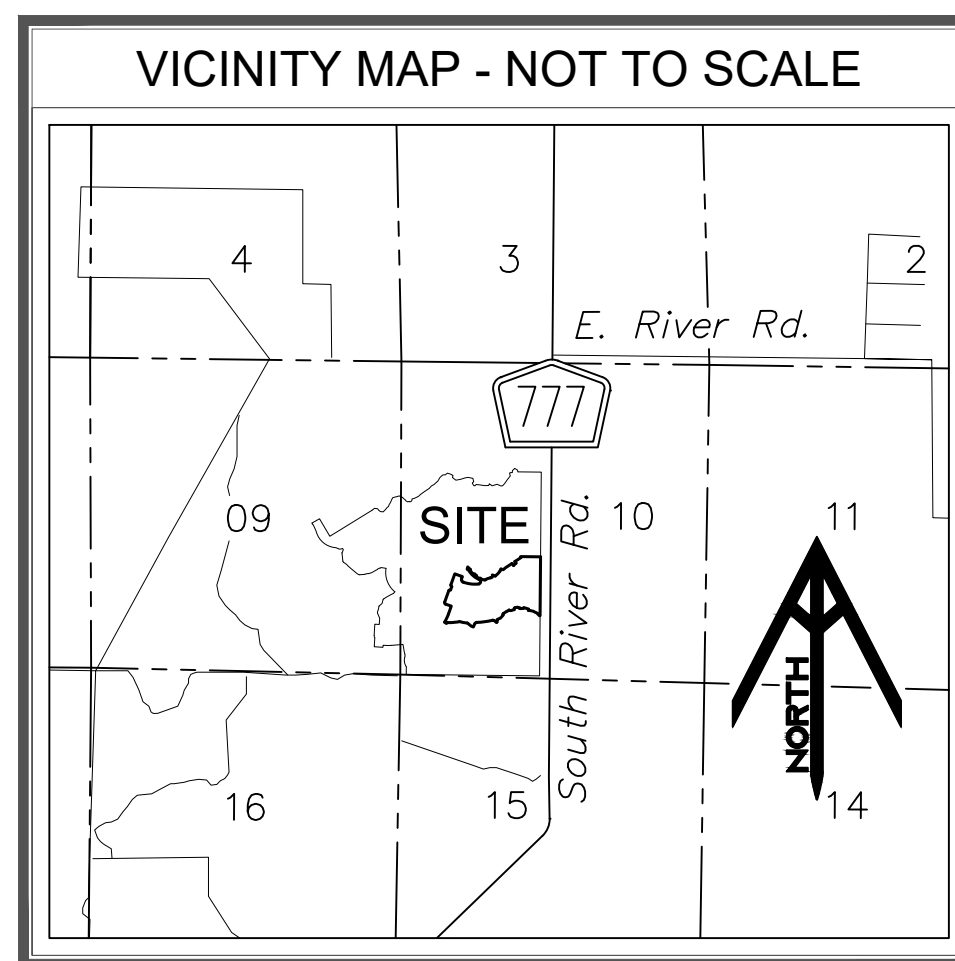 VICINITY MAP - NOT TO SCALE
4
3
2
E. River Rd.
777
09
SITE
10
11
South River Rd.
NORTH
16
15
14